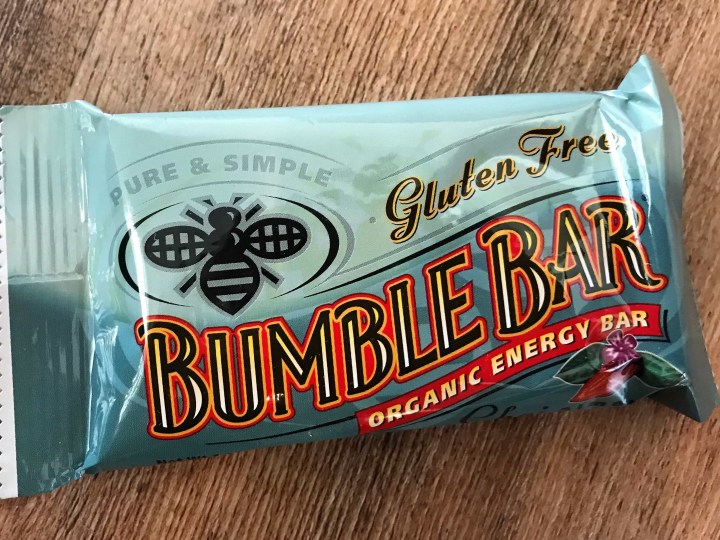 PURE & SIMPLE
Gluten Free
BUMBLE BAR
ORGANIC ENERGY BAR